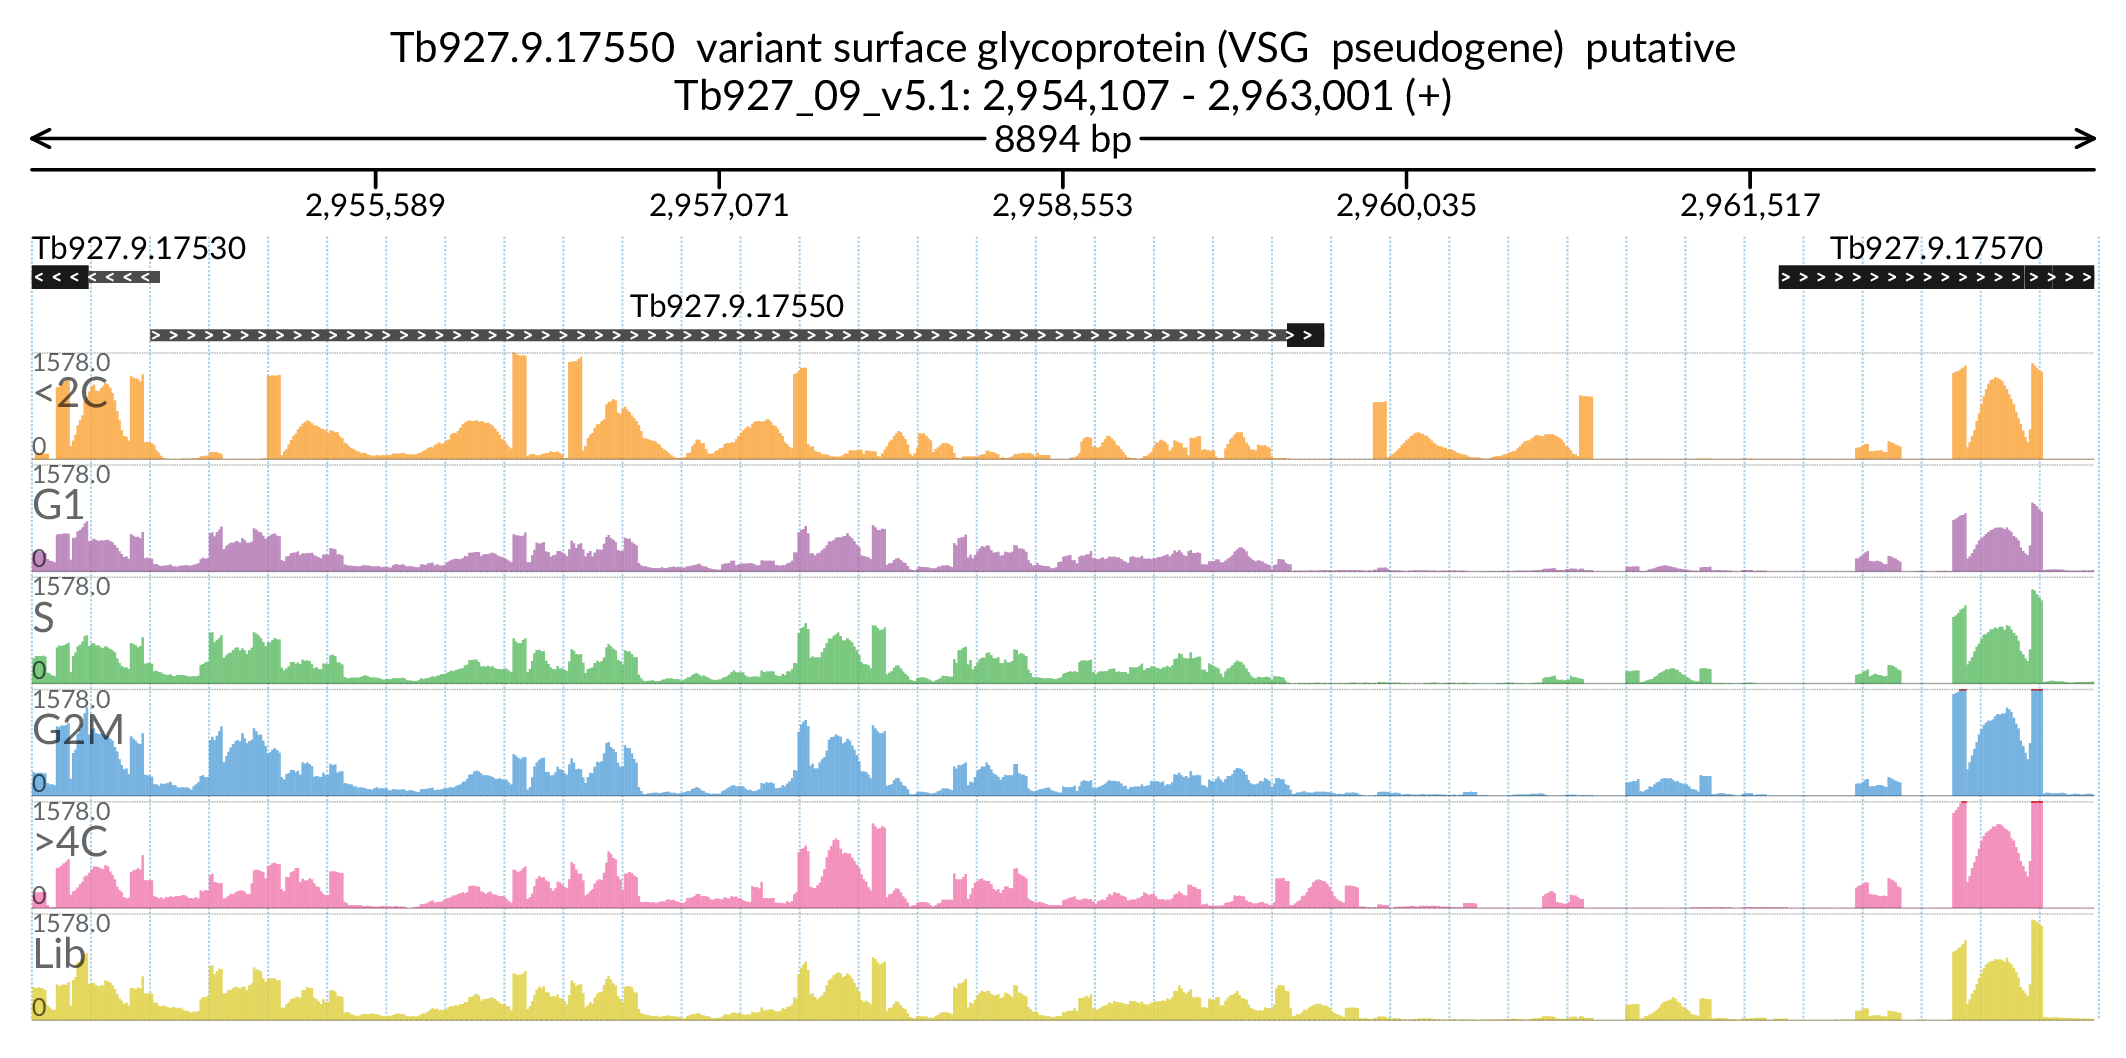 Tb927.9.17550  variant surface glycoprotein (VSG  pseudogene)  putative
Tb927_09_v5.1: 2,954,107 - 2,963,001 (+)
8894 bp
2,955,589 2,957,071 2,958,553 2,960,035 2,961,517
Tb927.9.17530 Tb927.9.17570
Tb927.9.17550
1578.0
<2C
0
1578.0
G1
0
1578.0
S
0
1578.0
G2M
0
1578.0
>4C
0
1578.0
Lib
0